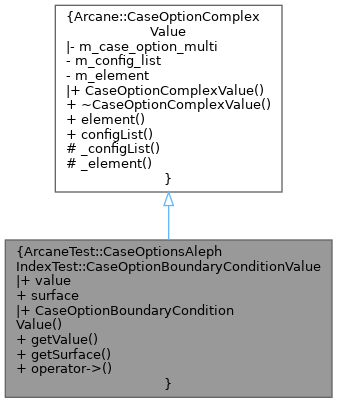 {Arcane::CaseOptionComplex
Value
|- m_case_option_multi
- m_config_list
- m_element
|+ CaseOptionComplexValue()
+ ~CaseOptionComplexValue()
+ element()
+ configList()
# _configList()
# _element()
}
{ArcaneTest::CaseOptionsAleph
IndexTest::CaseOptionBoundaryConditionValue
|+ value
+ surface
|+ CaseOptionBoundaryCondition
Value()
+ getValue()
+ getSurface()
+ operator->()
}